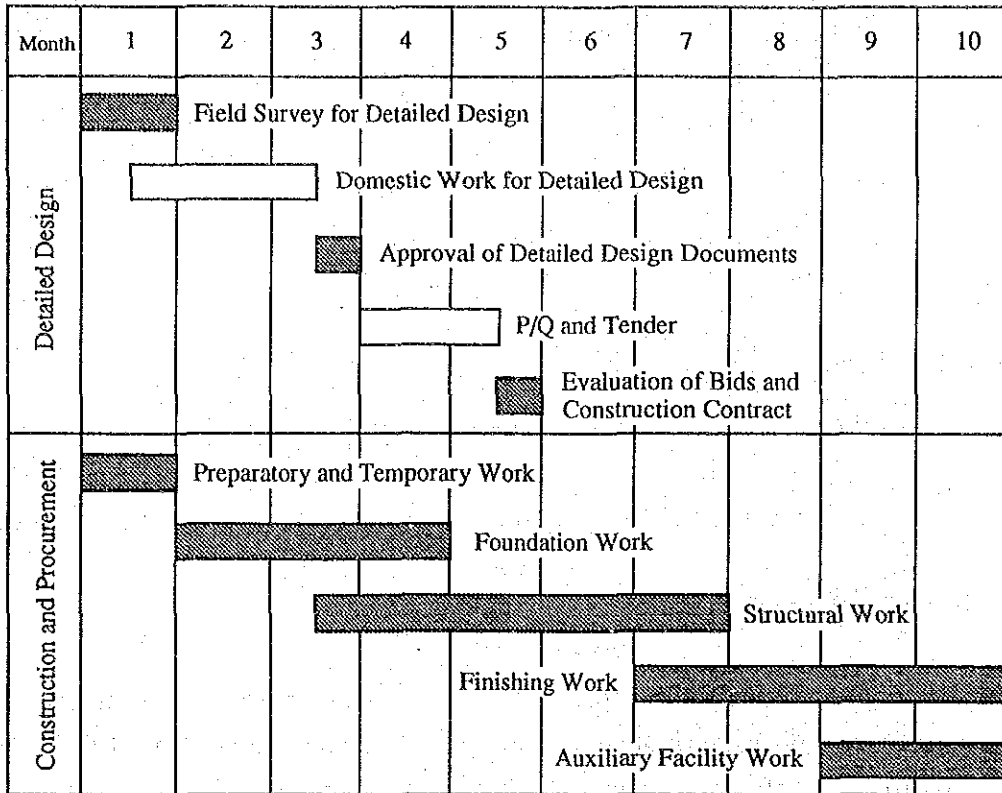 Month 1 2 3 4 5 6 7 8 9 10
Detailed Design
Field Survey for Detailed Design
Domestic Work for Detailed Design
Approval of Detailed Design Documents
P/Q and Tender
Evaluation of Bids and
Construction Contract
Construction and Procurement
Preparatory and Temporary Work
Foundation Work
Structural Work
Finishing Work
Auxiliary Facility Work